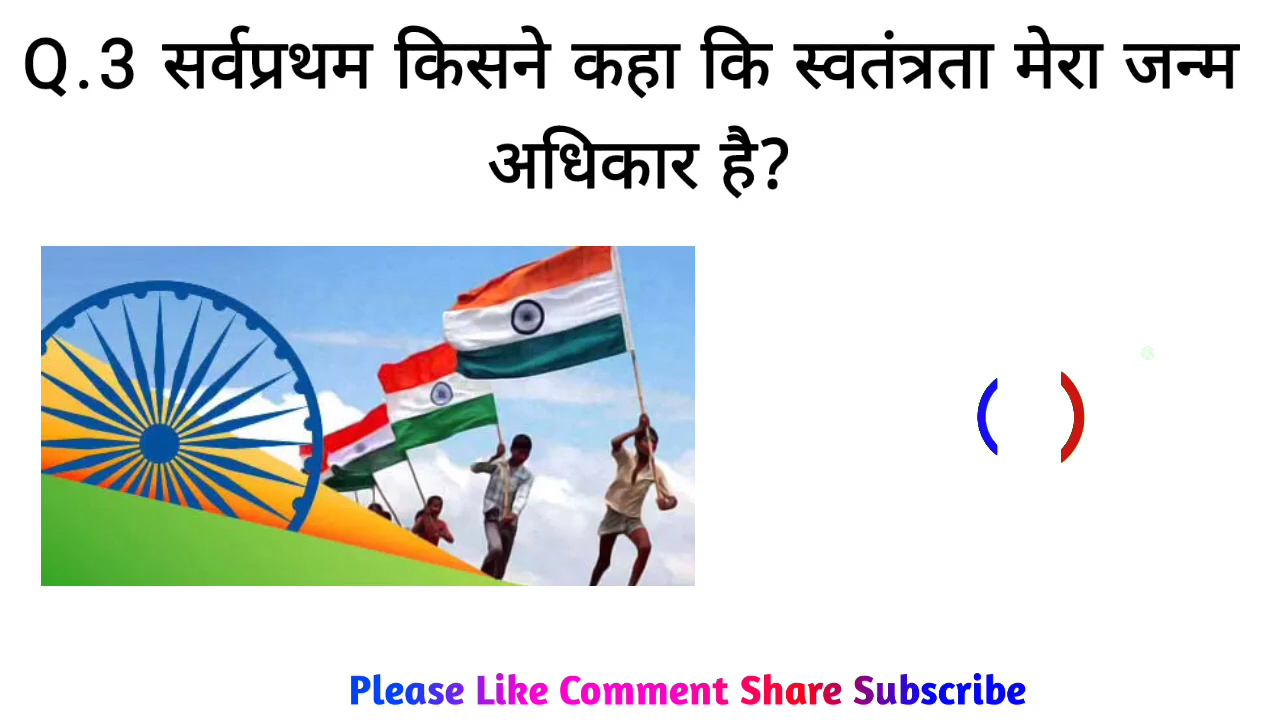 Q.3 सर्वप्रथम किसने कहा कि स्वतंत्रता मेरा जन्म
अधिकार है?
Please Like Comment Share Subscribe